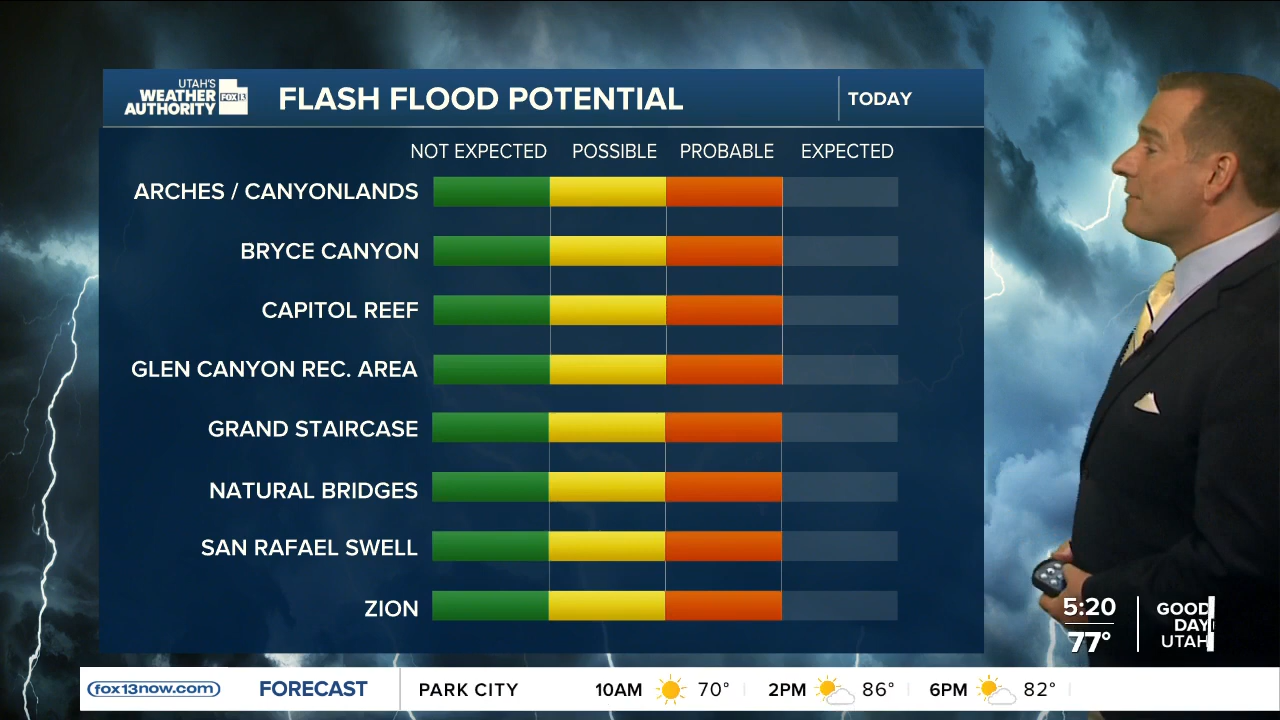 UTAH'S
WEATHER
AUTHORITY
FOX 13
FLASH FLOOD POTENTIAL
TODAY
NOT EXPECTED POSSIBLE PROBABLE EXPECTED
ARCHES / CANYONLANDS
BRYCE CANYON
CAPITOL REEF
GLEN CANYON REC. AREA
GRAND STAIRCASE
NATURAL BRIDGES
SAN RAFAEL SWELL
ZION
5:20
77°
GOOD
DAY
UTAH
fox13now.com FORECAST PARK CITY 10AM 70° 2PM 86° 6PM 82°